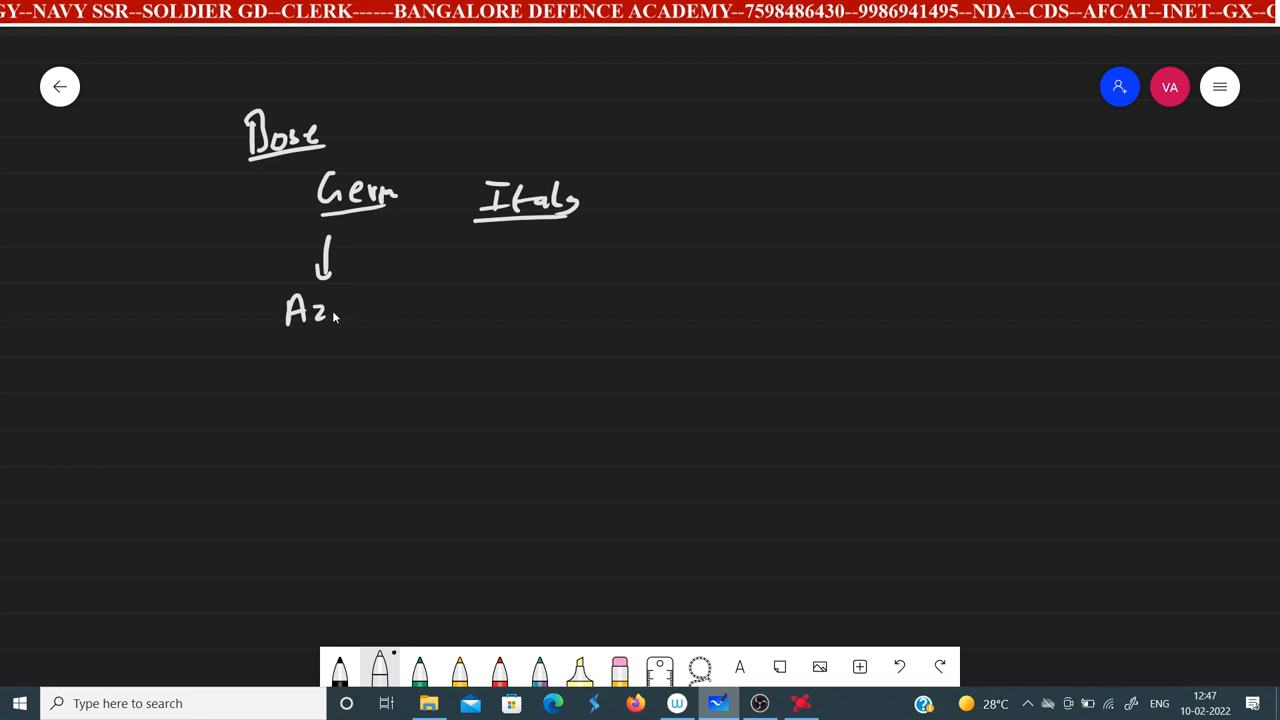 GY--NAVY SSR--SOLDIER GD--CLERK------BANGALORE DEFENCE ACADEMY--7598486430--9986941495--NDA--CDS--AFCAT--INET--GX--C
VA
Bose
Germ Italy
Az
A
Type here to search
W
28°C
ENG
12:47
10-02-2022